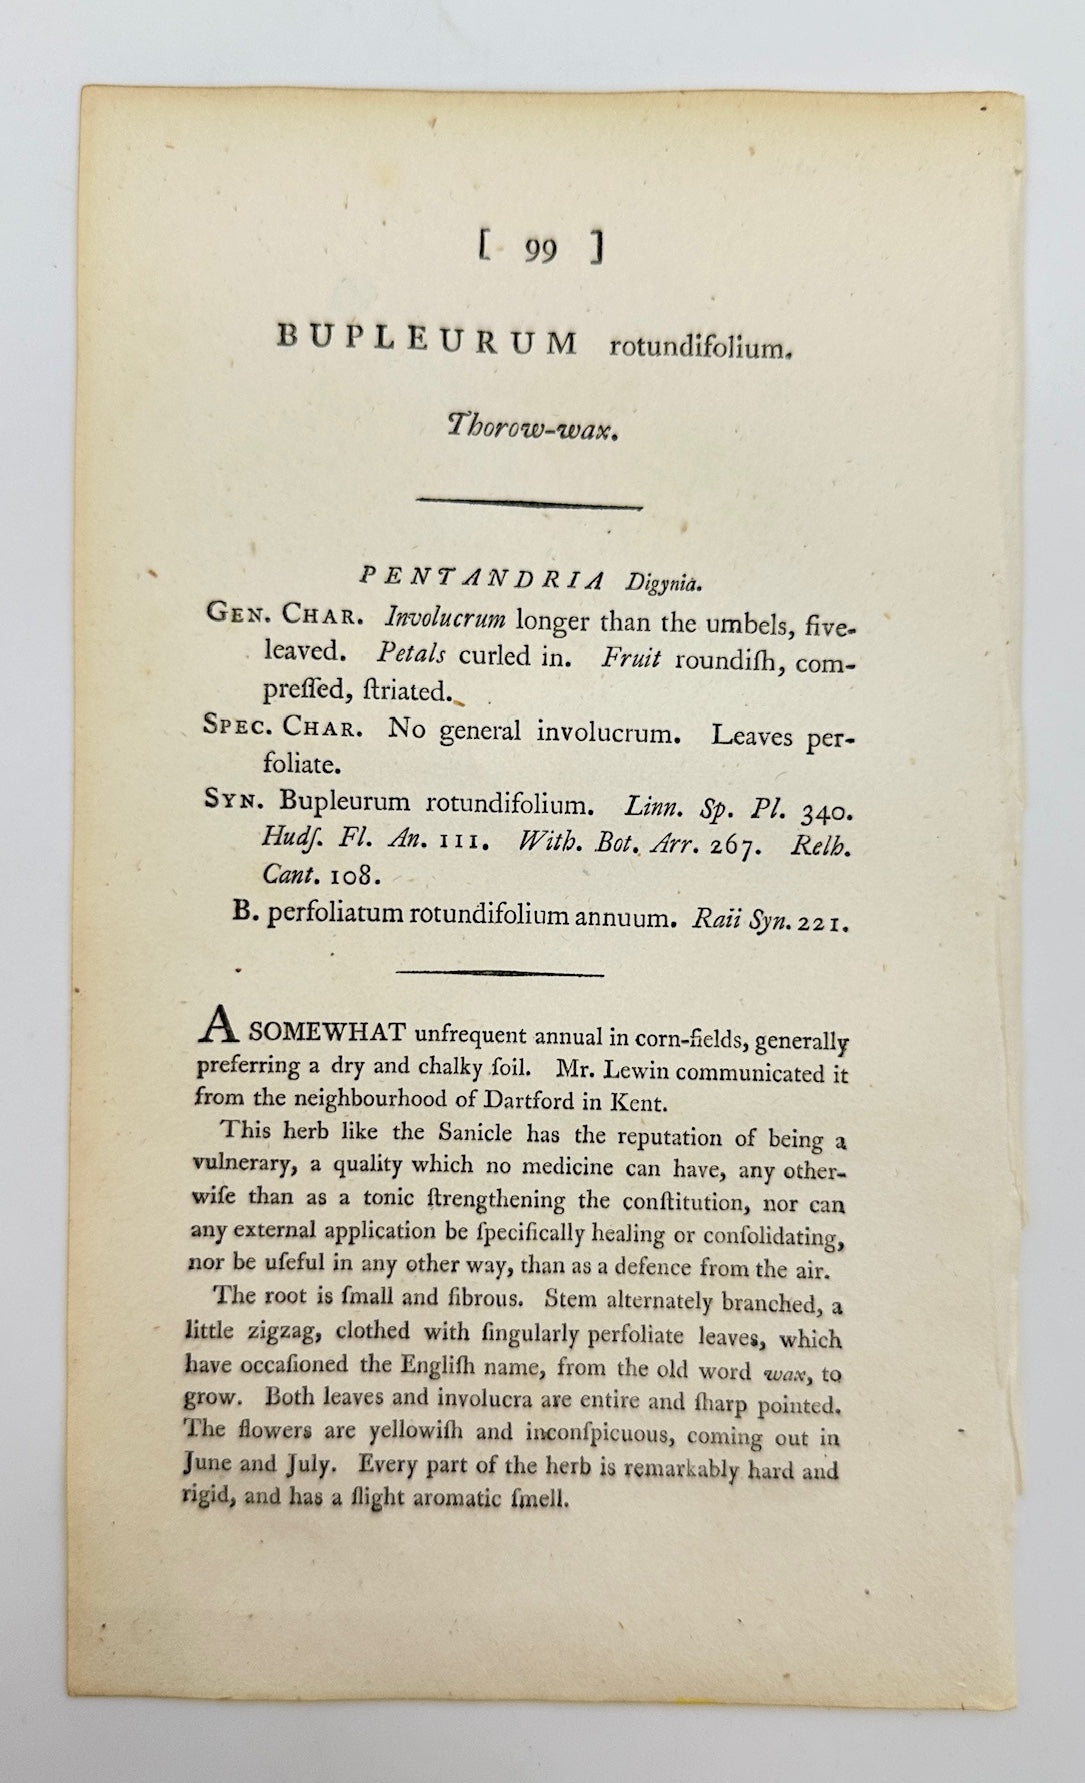 [ 99 ]
BUPLEURUM rotundifolium.
Thorow-wax.
PENTANDRIA Digynia.
GEN. CHAR. Involucrum longer than the umbels, five-
leaved. Petals curled in. Fruit roundiſh, com-
preſſed, ſtriated.
SPEC. CHAR. No general involucrum. Leaves per-
foliate.
SYN. Bupleurum rotundifolium. Linn. Sp. Pl. 340.
Hudſ. Fl. An. 111. With. Bot. Arr. 267. Relh.
Cant. 108.
B. perfoliatum rotundifolium annuum. Raii Syn. 221.
A SOMEWHAT unfrequent annual in corn-fields, generally
preferring a dry and chalky ſoil. Mr. Lewin communicated it
from the neighbourhood of Dartford in Kent.
This herb like the Sanicle has the reputation of being a
vulnerary, a quality which no medicine can have, any other-
wiſe than as a tonic ſtrengthening the conſtitution, nor can
any external application be ſpecifically healing or conſolidating,
nor be uſeful in any other way, than as a defence from the air.
The root is ſmall and fibrous. Stem alternately branched, a
little zigzag, clothed with ſingularly perfoliate leaves, which
have occaſioned the Engliſh name, from the old word wax, to
grow. Both leaves and involucra are entire and ſharp pointed.
The flowers are yellowiſh and inconſpicuous, coming out in
June and July. Every part of the herb is remarkably hard and
rigid, and has a ſlight aromatic ſmell.